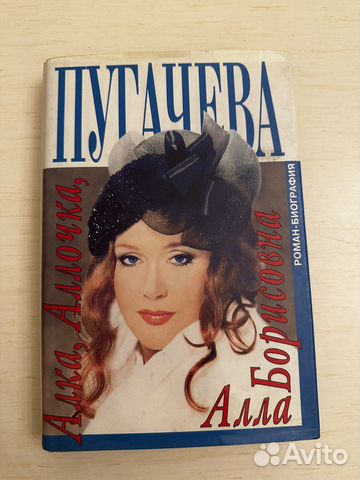 ПУГАЧЕВА
Алка, Аллочка,
Алла
Борисовна
РОМАН-БИОГРАФИЯ
Avito